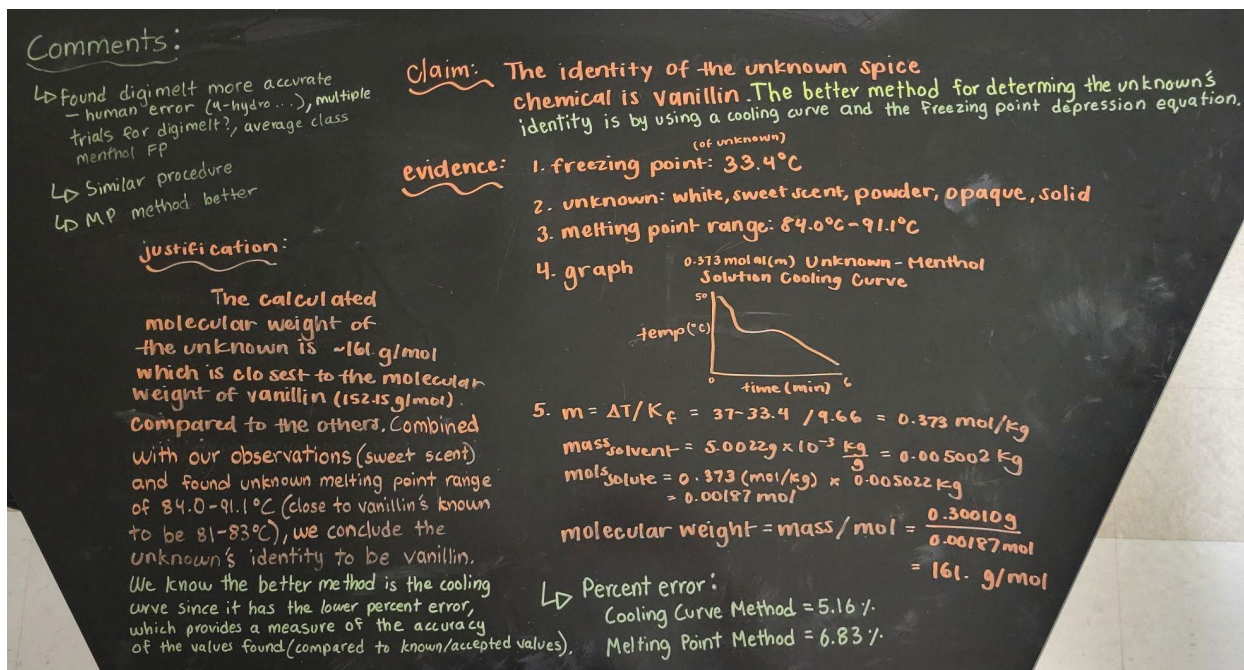 Comments:
↳ Found digimelt more accurate
- human error (4-hydro...), multiple
trials for digimelt?, average class
menthol FP
↳ Similar procedure
↳ MP method better
claim: The identity of the unknown spice
chemical is vanillin. The better method for determining the unknown's
identity is by using a cooling curve and the freezing point depression equation.
evidence: 1. freezing point: 33.4°C
(of unknown)
2. unknown: white, sweet scent, powder, opaque, solid
3. melting point range: 84.0°C-91.1°C
4. graph
0.373 molal(m) Unknown-Menthol
Solution Cooling Curve
50
temp(°C)
0
time (min)
6
5. m = ΔT/Kf = 37-33.4 /9.66 = 0.373 mol/kg
mass solvent = 5.0022g x 10⁻³ kg/g = 0.005002 kg
mols solute = 0.373 (mol/kg) x 0.005022 kg
= 0.00187 mol
molecular weight = mass/mol = 0.30010g / 0.00187mol
= 161. g/mol
↳ Percent error:
Cooling Curve Method = 5.16 %.
Melting Point Method = 6.83 %.
justification:
The calculated
molecular weight of
the unknown is ~161. g/mol
which is closest to the molecular
weight of vanillin (152.15 g/mol).
compared to the others. Combined
with our observations (sweet scent)
and found unknown melting point range
of 84.0-91.1°C (close to vanillin's known
to be 81-83°C), we conclude the
unknown's identity to be vanillin.
We know the better method is the cooling
curve since it has the lower percent error,
which provides a measure of the accuracy
of the values found (compared to known/accepted values).